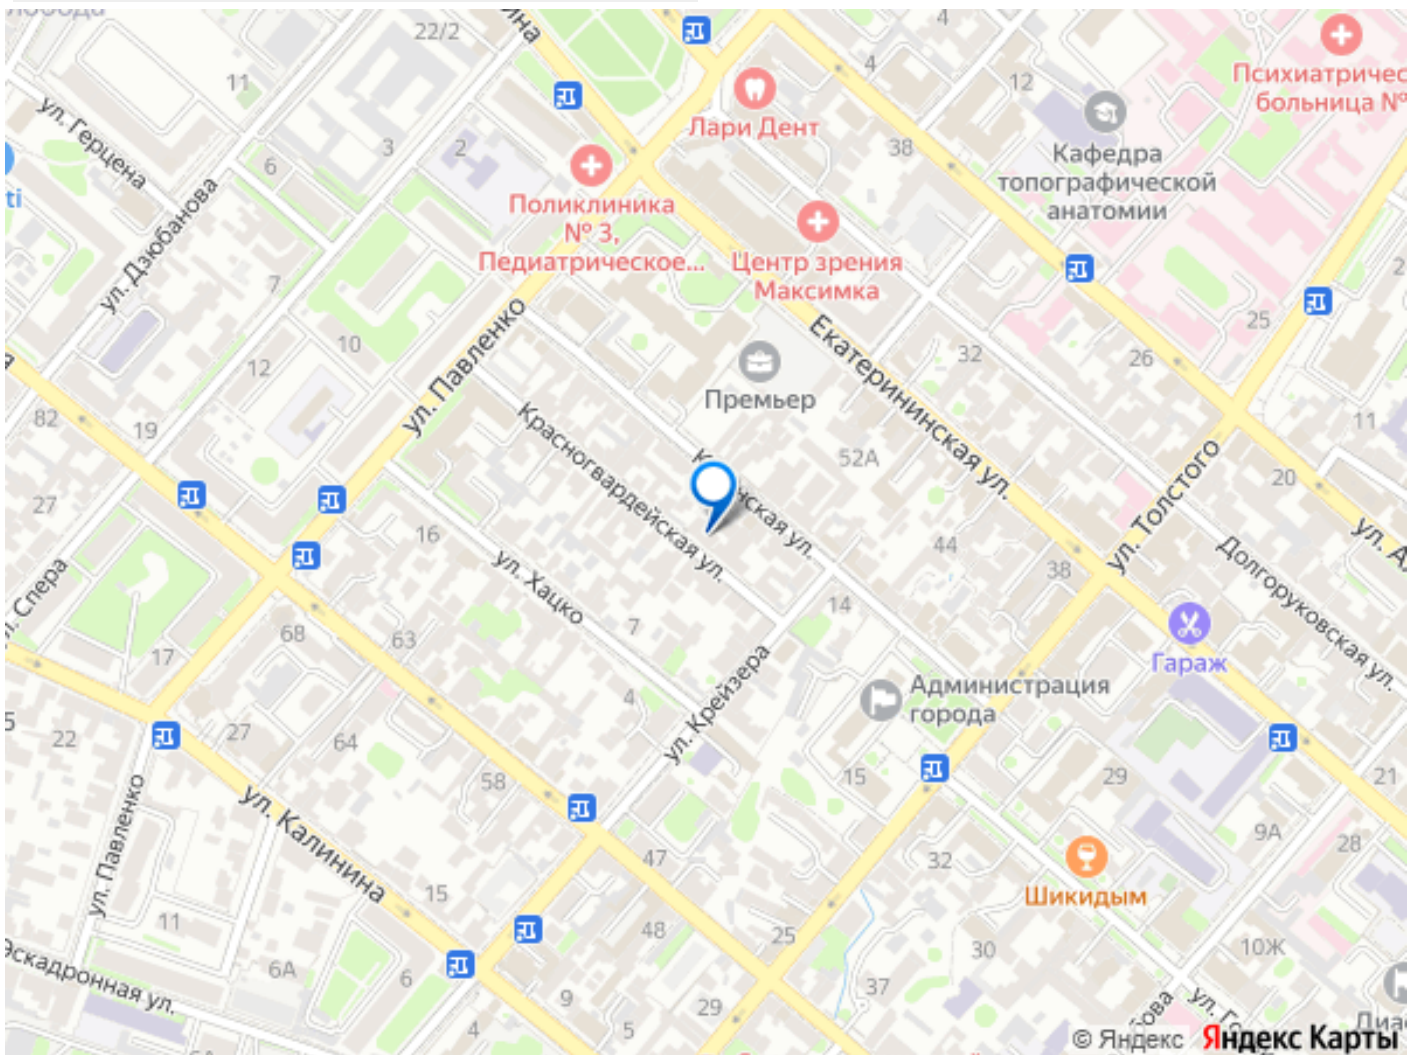 22/2
4
11
4
12
Психиатричес
больница №
ул. Герцена
3
2
Лари Дент
38
Кафедра
топографической
анатомии
6
ti
ул. Дзюбанова
Поликлиника
№ 3,
Педиатрическое...
Центр зрения
Максимка
7
2
25
10
12
ул. Павленко
Екатерининская ул.
32
26
Премьер
82
19
11
Красногвардейская ул.
52А
20
27
16
ул. Толстого
44
38
ул. Хацко
Долгоруковская ул.
14
68
63
7
17
ул. Крейзера
Гараж
Администрация
города
4
22
27
64
15
29
21
58
ул. Калинина
ул. Павленко
9А
28
47
32
15
Шикидым
11
48
25
30
10Ж
6А
6
37
9
29
5
4
© Яндекс
Яндекс Карты